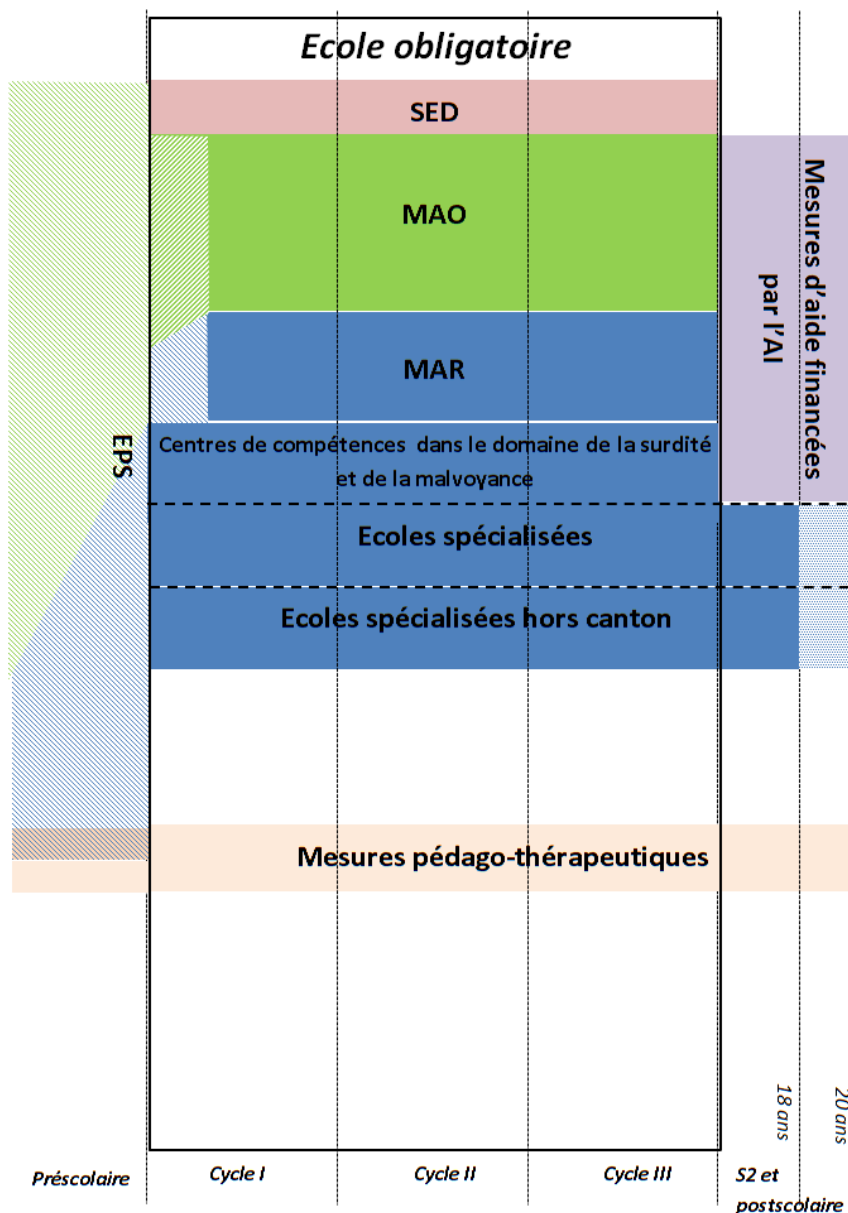 Ecole obligatoire
SED
MAO
MAR
EPS
Mesures d'aide financées
par l'AI
Centres de compétences dans le domaine de la surdité
et de la malvoyance
Ecoles spécialisées
Ecoles spécialisées hors canton
Mesures pédago-thérapeutiques
18 ans
20 ans
Préscolaire
Cycle I
Cycle II
Cycle III
S2 et
postscolaire